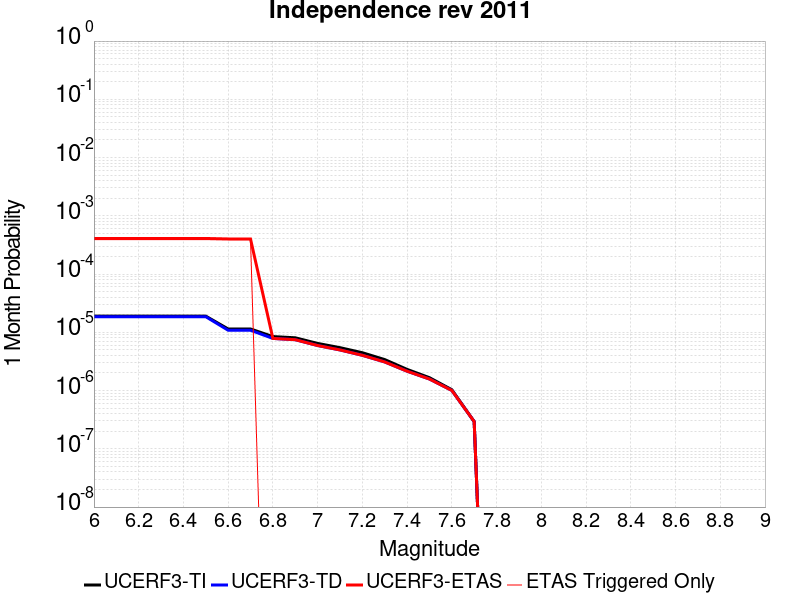 Independence rev 2011
1 Month Probability
10^0
10^-1
10^-2
10^-3
10^-4
10^-5
10^-6
10^-7
10^-8
6 6.2 6.4 6.6 6.8 7 7.2 7.4 7.6 7.8 8 8.2 8.4 8.6 8.8 9
Magnitude
UCERF3-TI UCERF3-TD UCERF3-ETAS ETAS Triggered Only